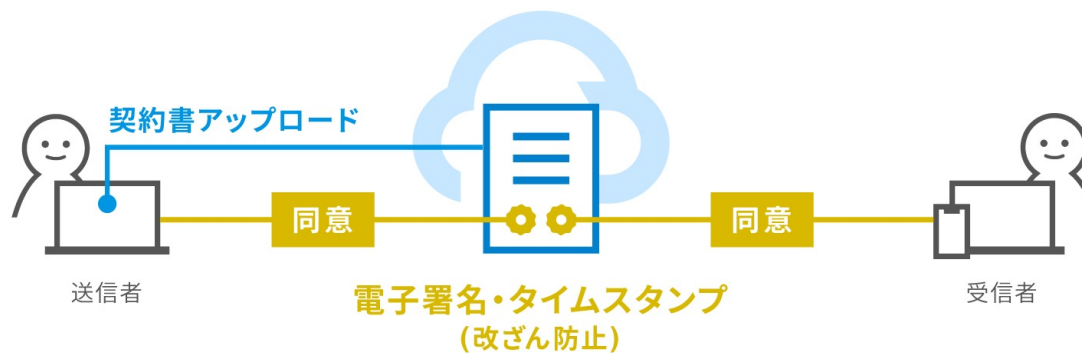 契約書アップロード
同意
同意
送信者
電子署名・タイムスタンプ
(改ざん防止)
受信者